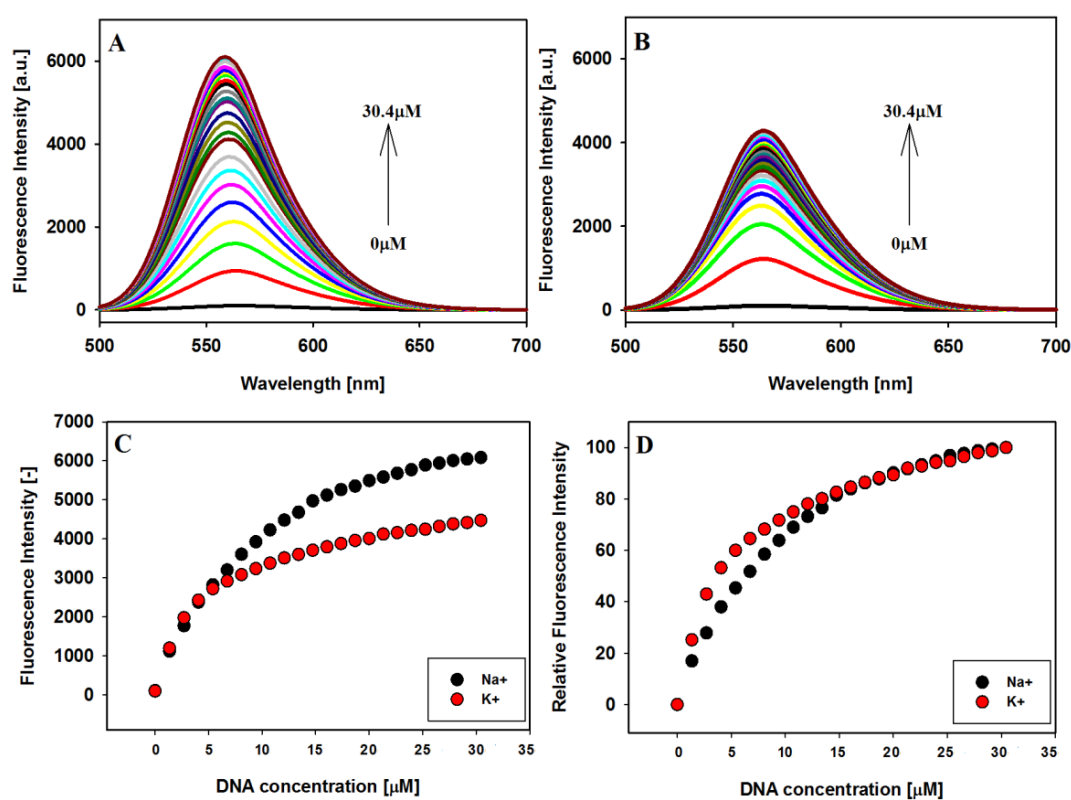 A
Fluorescence Intensity [a.u.]
6000
4000
2000
0
30.4μM
0μM
500
550
600
650
700
Wavelength [nm]
B
Fluorescence Intensity [a.u.]
6000
4000
2000
0
30.4μM
0μM
500
550
600
650
700
Wavelength [nm]
C
Fluorescence Intensity [-]
7000
6000
5000
4000
3000
2000
1000
0
Na+
K+
0
5
10
15
20
25
30
35
DNA concentration [μM]
D
Relative Fluorescence Intensity
100
80
60
40
20
0
Na+
K+
0
5
10
15
20
25
30
35
DNA concentration [μM]